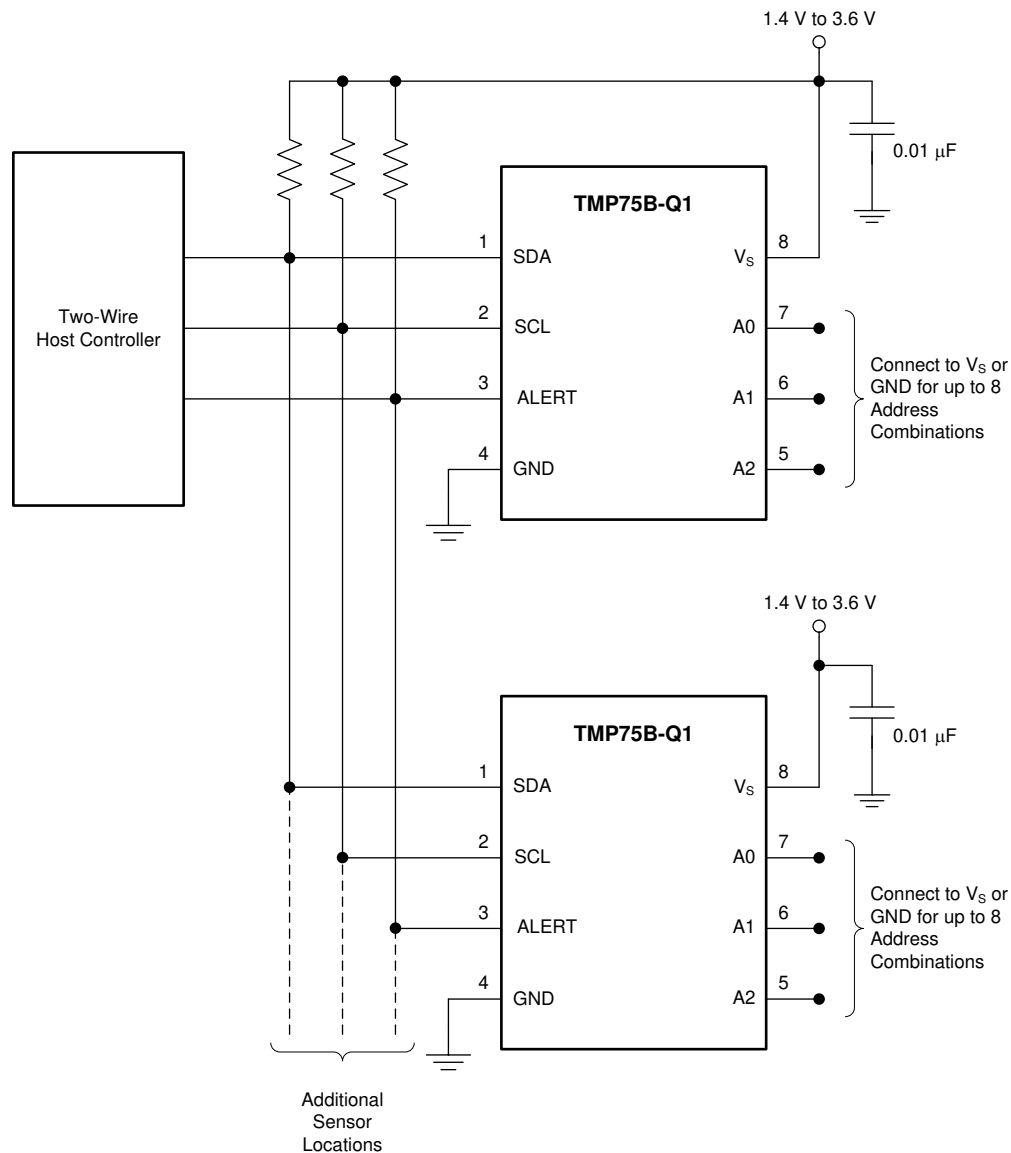 1.4 V to 3.6 V
0.01 μF
TMP75B-Q1
Two-Wire
Host Controller
1
SDA
2
SCL
3
ALERT
4
GND
VS
8
A0
7
A1
6
A2
5
Connect to VS or
GND for up to 8
Address
Combinations
1.4 V to 3.6 V
0.01 μF
TMP75B-Q1
1
SDA
2
SCL
3
ALERT
4
GND
VS
8
A0
7
A1
6
A2
5
Connect to VS or
GND for up to 8
Address
Combinations
Additional
Sensor
Locations